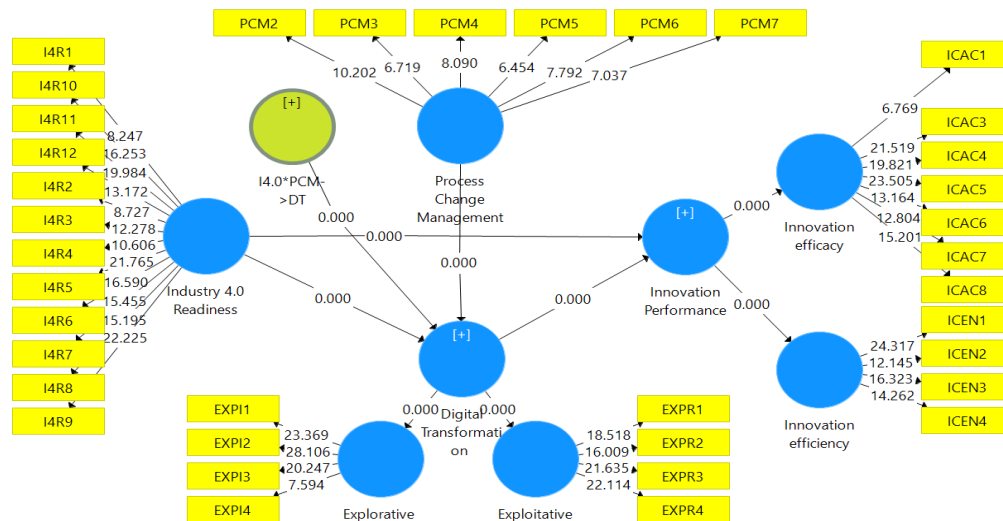 PCM2
PCM3
PCM4
PCM5
PCM6
PCM7
10.202
6.719
8.090
6.454
7.792
7.037
I4R1
I4R10
I4R11
I4R12
I4R2
I4R3
I4R4
I4R5
I4R6
I4R7
I4R8
I4R9
8.247
16.253
19.984
13.172
8.727
12.278
10.606
21.765
16.590
15.455
15.195
22.225
Industry 4.0
Readiness
[+]
I4.0*PCM-
>DT
Process
Change
Management
0.000
0.000
0.000
0.000
0.000
[+]
Digital
Transformati
on
0.000
0.000
[+]
Innovation
Performance
0.000
0.000
Innovation
efficacy
ICAC1
ICAC3
ICAC4
ICAC5
ICAC6
ICAC7
ICAC8
6.769
21.519
19.821
23.505
13.164
12.804
15.201
Innovation
efficiency
ICEN1
ICEN2
ICEN3
ICEN4
24.317
12.145
16.323
14.262
EXPI1
EXPI2
EXPI3
EXPI4
23.369
28.106
20.247
7.594
Explorative
Exploitative
18.518
16.009
21.635
22.114
EXPR1
EXPR2
EXPR3
EXPR4